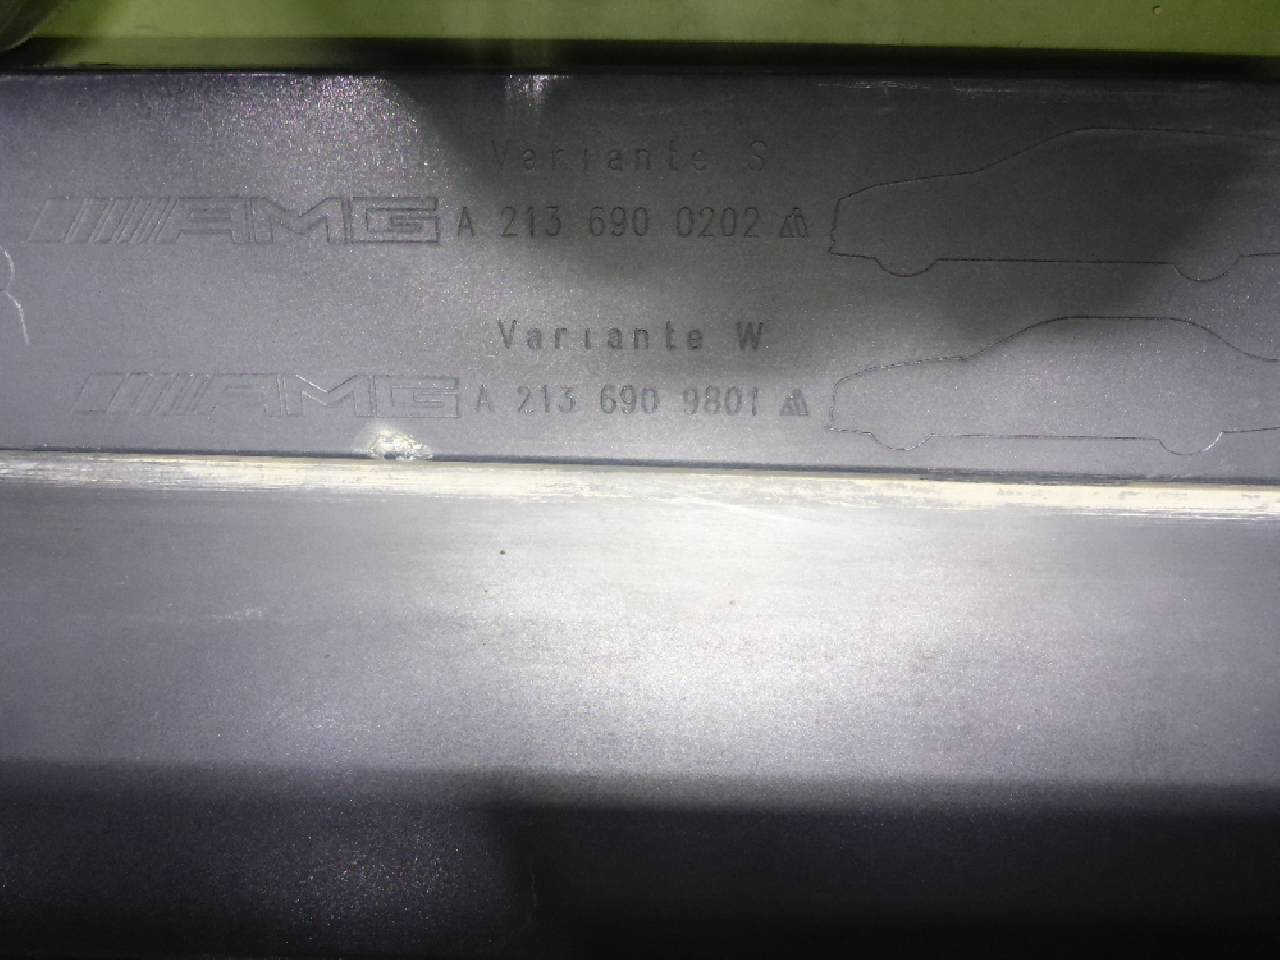 Variante S
AMG A 213 690 0202
Variante W
AMG A 213 690 9801